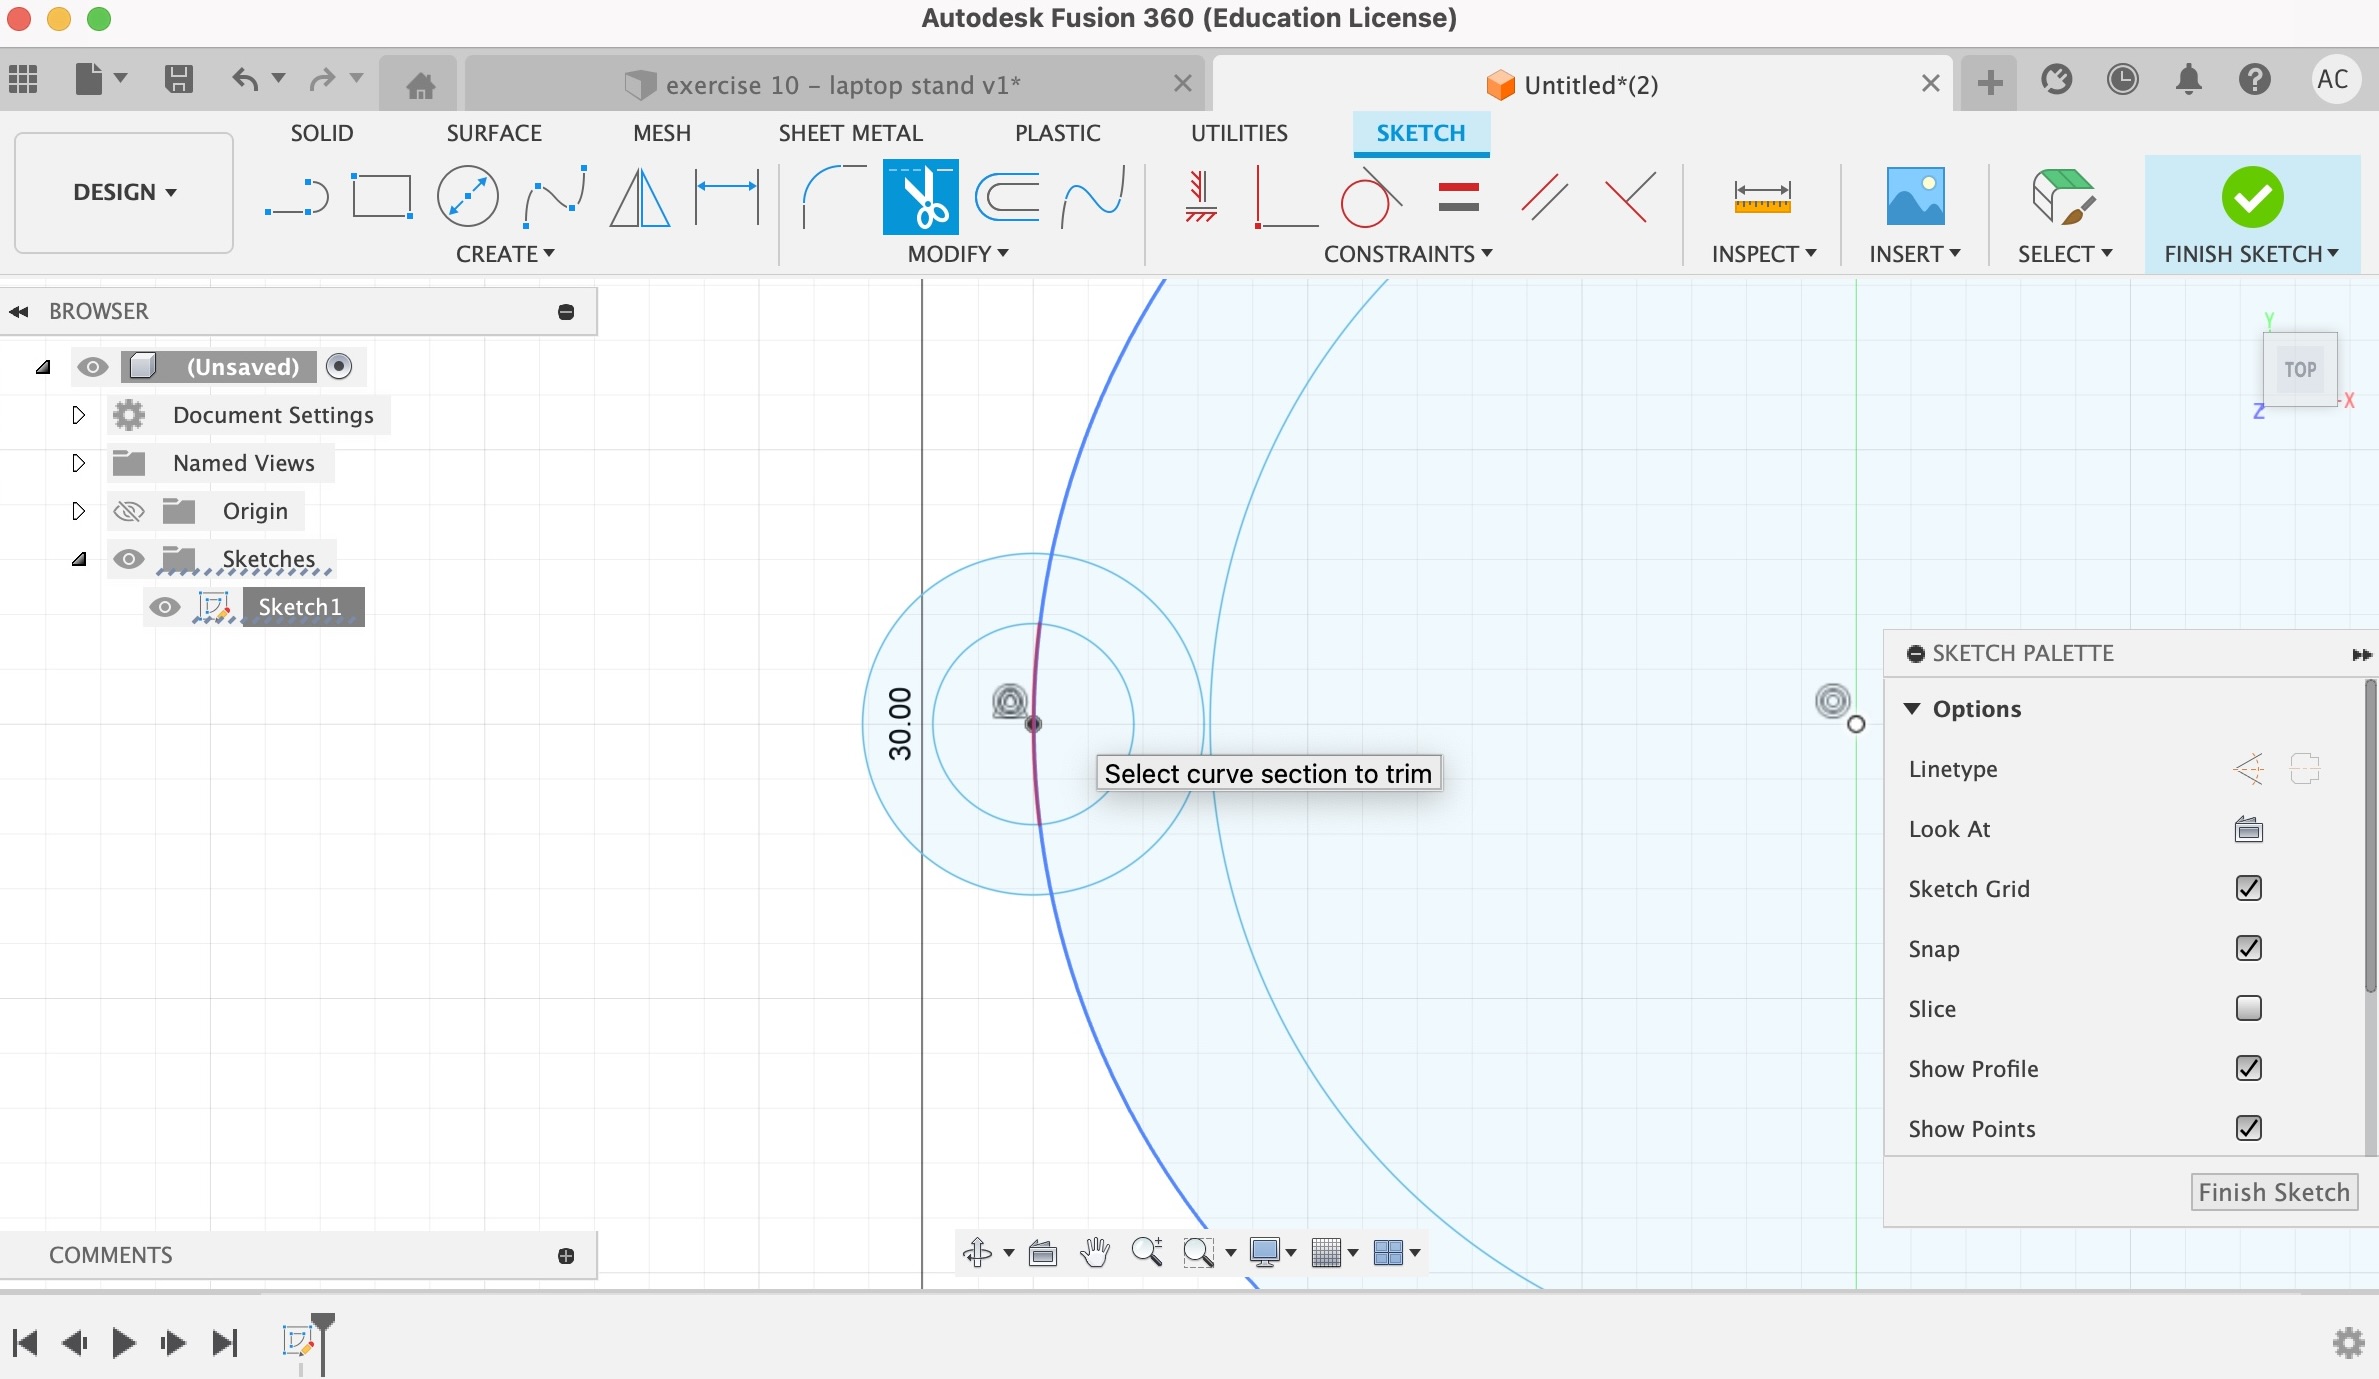 Autodesk Fusion 360 (Education License)
exercise 10 – laptop stand v1*
Untitled*(2)
AC
DESIGN
SOLID
SURFACE
MESH
SHEET METAL
PLASTIC
UTILITIES
SKETCH
CREATE
MODIFY
CONSTRAINTS
INSPECT
INSERT
SELECT
FINISH SKETCH
BROWSER
(Unsaved)
Document Settings
Named Views
Origin
Sketches
Sketch1
Y
TOP
X
Z
30.00
Select curve section to trim
SKETCH PALETTE
Options
Linetype
Look At
Sketch Grid
Snap
Slice
Show Profile
Show Points
Finish Sketch
COMMENTS